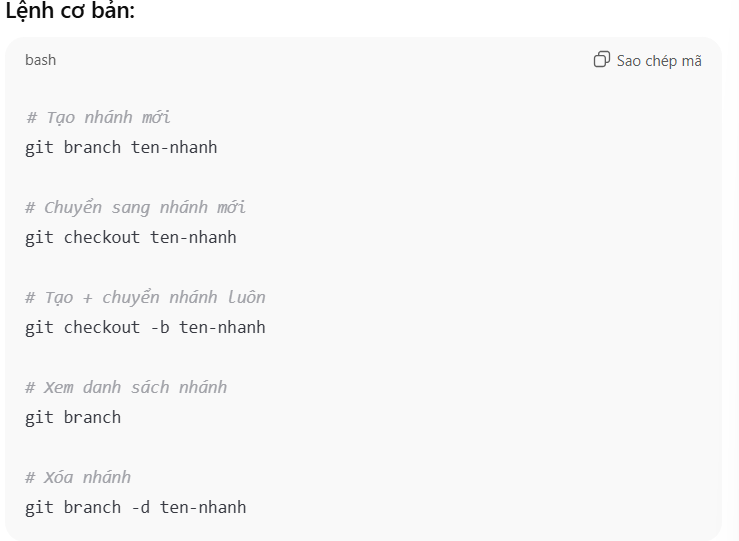 Lệnh cơ bản:
bash
Sao chép mã
# Tạo nhánh mới
git branch ten-nhanh
# Chuyển sang nhánh mới
git checkout ten-nhanh
# Tạo + chuyển nhánh luôn
git checkout -b ten-nhanh
# Xem danh sách nhánh
git branch
# Xóa nhánh
git branch -d ten-nhanh